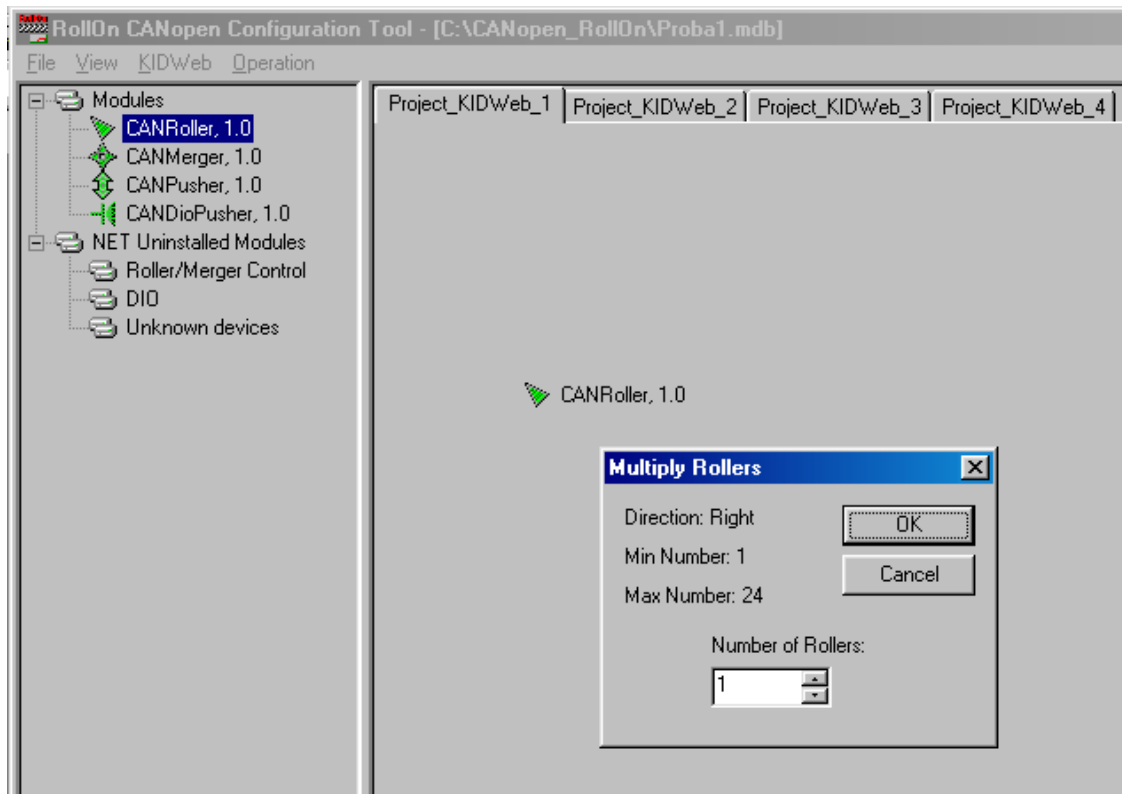 RollOn CANopen Configuration Tool - [C:\CANopen_RollOn\Proba1.mdb]
File View KIDWeb Operation
Modules
CANRoller, 1.0
CANMerger, 1.0
CANPusher, 1.0
CANDioPusher, 1.0
NET Uninstalled Modules
Roller/Merger Control
DIO
Unknown devices
Project_KIDWeb_1 Project_KIDWeb_2 Project_KIDWeb_3 Project_KIDWeb_4
CANRoller, 1.0
Multiply Rollers
Direction: Right
OK
Min Number: 1
Cancel
Max Number: 24
Number of Rollers:
1